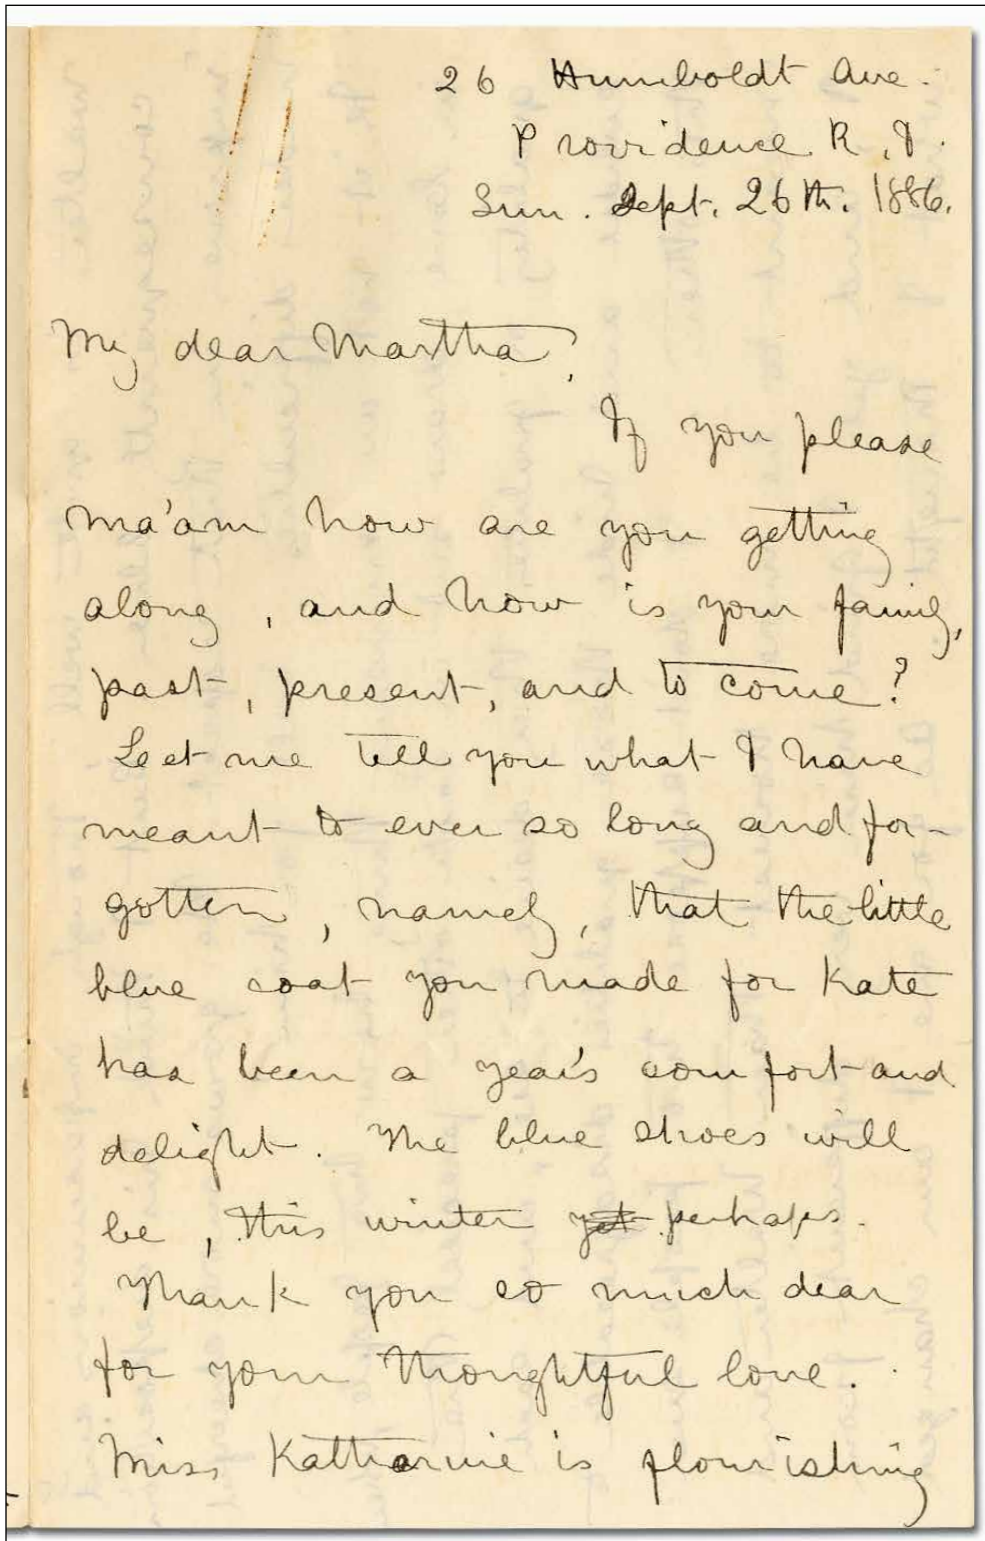 26 Humboldt Ave.
Providence R.I.
Sun. Sept. 26th. 1886.
My dear Martha,
If you please
ma'am how are you getting
along, and how is your family,
past, present, and to come?
Let me tell you what I have
meant to ever so long and for-
gotten, namely, that the little
blue coat you made for Kate
has been a year's comfort and
delight. The blue shoes will
be, this winter yet perhaps.
Thank you so much dear
for your thoughtful love.
Miss Katharine is flourishing